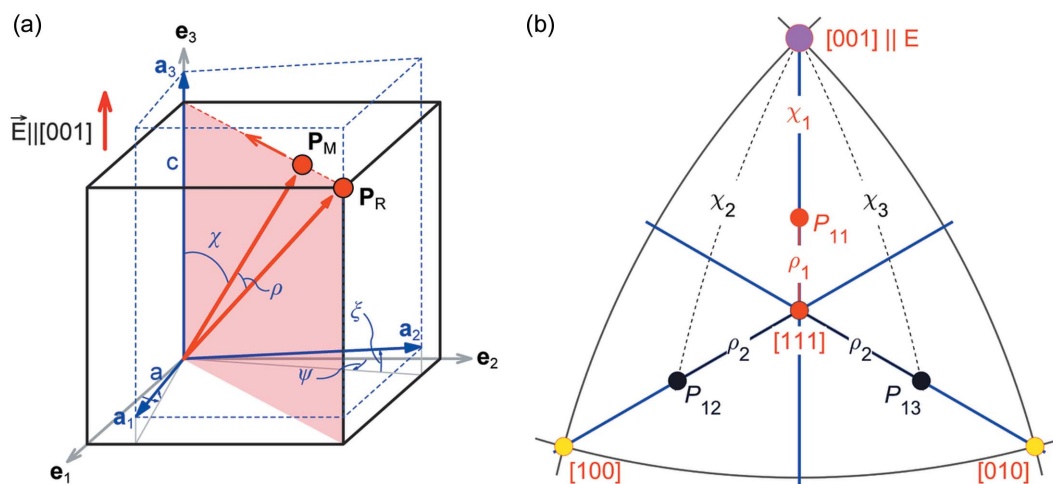 (a)
e3
a3
E||[001]
c
PM
PR
χ
ρ
ξ
a2
ψ
e2
a
a1
e1
(b)
[001] || E
χ1
χ2
χ3
P11
ρ1
[111]
ρ2
ρ2
P12
P13
[100]
[010]